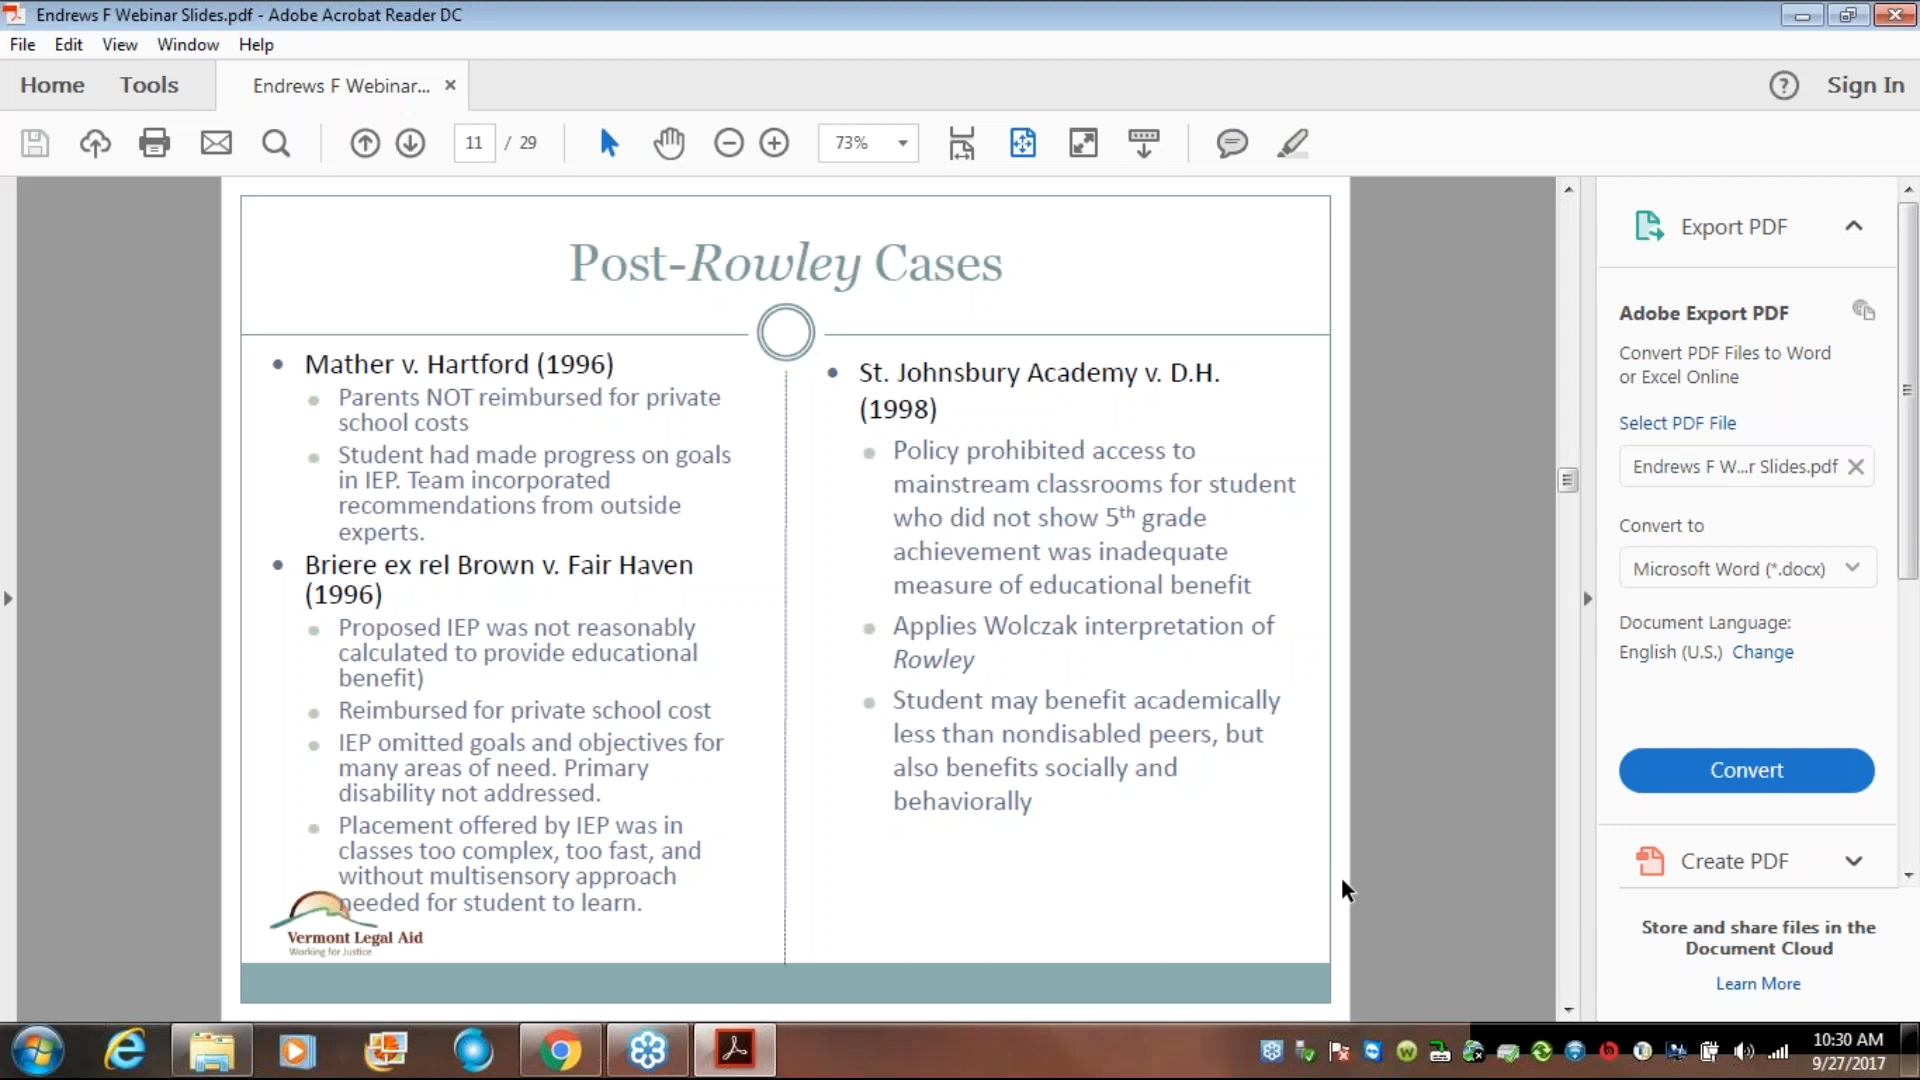 Endrews F Webinar Slides.pdf - Adobe Acrobat Reader DC
File Edit View Window Help
Home Tools Endrews F Webinar... Sign In
11 / 29 73%
Post-Rowley Cases
Mather v. Hartford (1996)
Parents NOT reimbursed for private
school costs
Student had made progress on goals
in IEP. Team incorporated
recommendations from outside
experts.
Briere ex rel Brown v. Fair Haven
(1996)
Proposed IEP was not reasonably
calculated to provide educational
benefit)
Reimbursed for private school cost
IEP omitted goals and objectives for
many areas of need. Primary
disability not addressed.
Placement offered by IEP was in
classes too complex, too fast, and
without multisensory approach
needed for student to learn.
Vermont Legal Aid
Working for Justice
St. Johnsbury Academy v. D.H.
(1998)
Policy prohibited access to
mainstream classrooms for student
who did not show 5th grade
achievement was inadequate
measure of educational benefit
Applies Wolczak interpretation of
Rowley
Student may benefit academically
less than nondisabled peers, but
also benefits socially and
behaviorally
Export PDF
Adobe Export PDF
Convert PDF Files to Word
or Excel Online
Select PDF File
Endrews F W...r Slides.pdf
Convert to
Microsoft Word (*.docx)
Document Language:
English (U.S.) Change
Convert
Create PDF
Store and share files in the
Document Cloud
Learn More
10:30 AM
9/27/2017